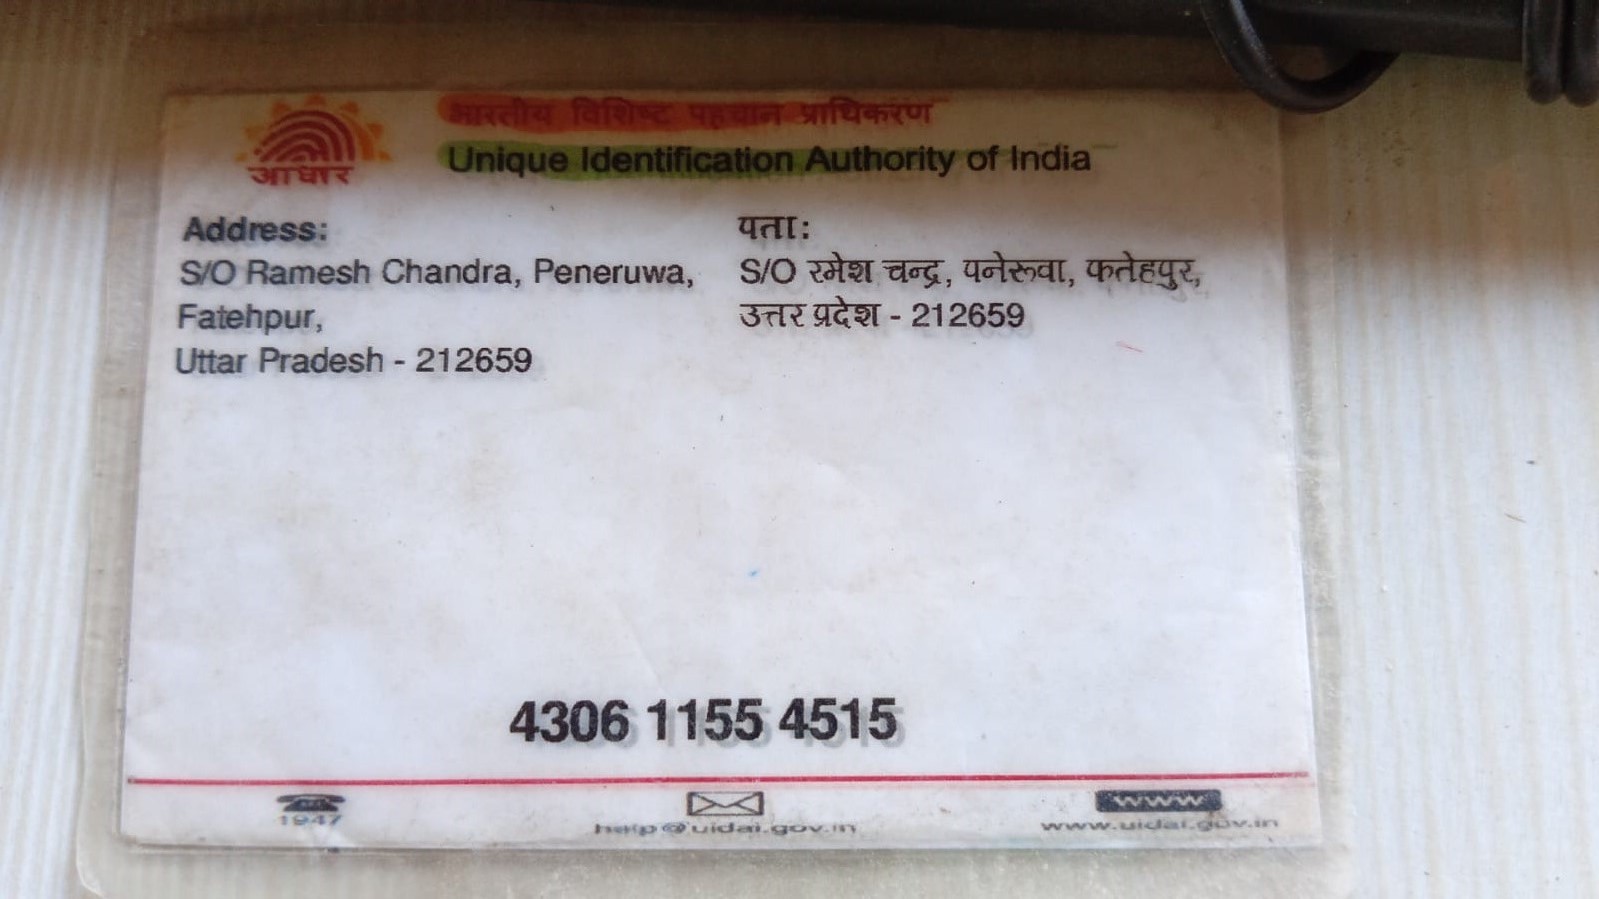 आधार
भारतीय विशिष्ट पहचान प्राधिकरण
Unique Identification Authority of India
Address:
S/O Ramesh Chandra, Peneruwa,
Fatehpur,
Uttar Pradesh - 212659
पता:
S/O रमेश चन्द्र, पनेरूवा, फतेहपुर,
उत्तर प्रदेश - 212659
4306 1155 4515
1947
help@uidai.gov.in
www
www.uidai.gov.in